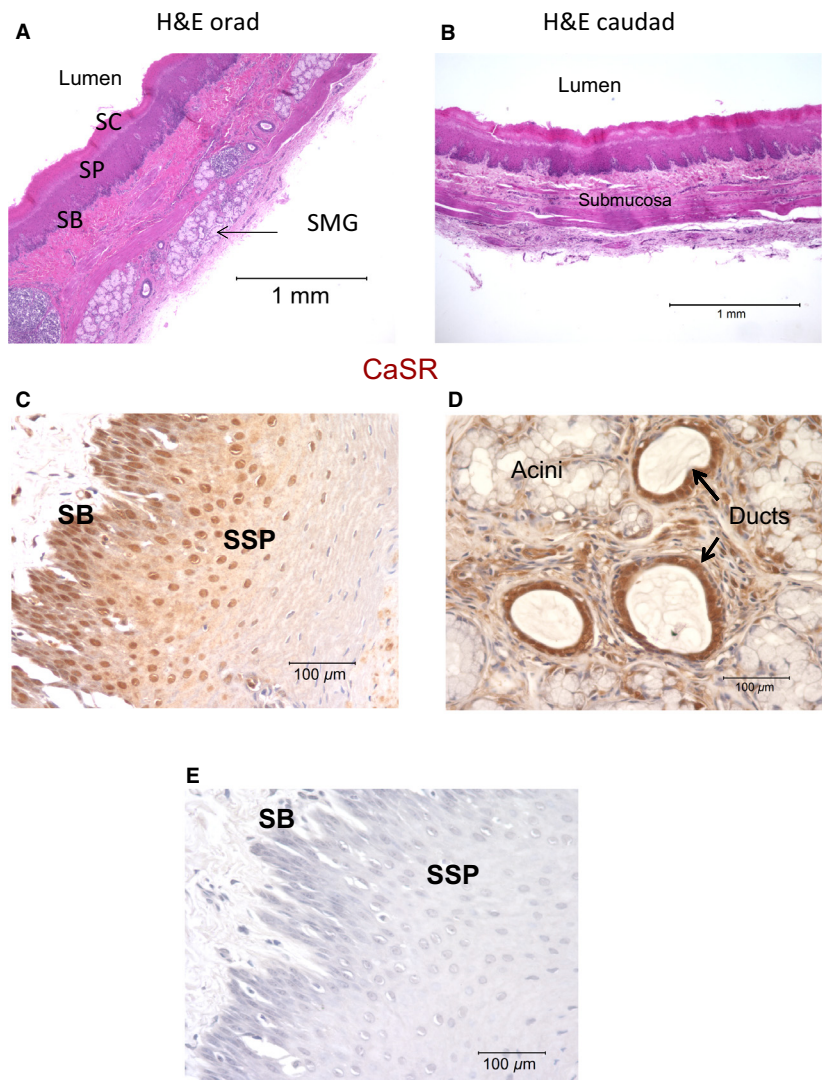 H&E orad
H&E caudad
A
B
Lumen
SC
SP
SB
SMG
1 mm
Lumen
Submucosa
1 mm
CaSR
C
D
SB
SSP
100 µm
Acini
Ducts
100 µm
E
SB
SSP
100 µm